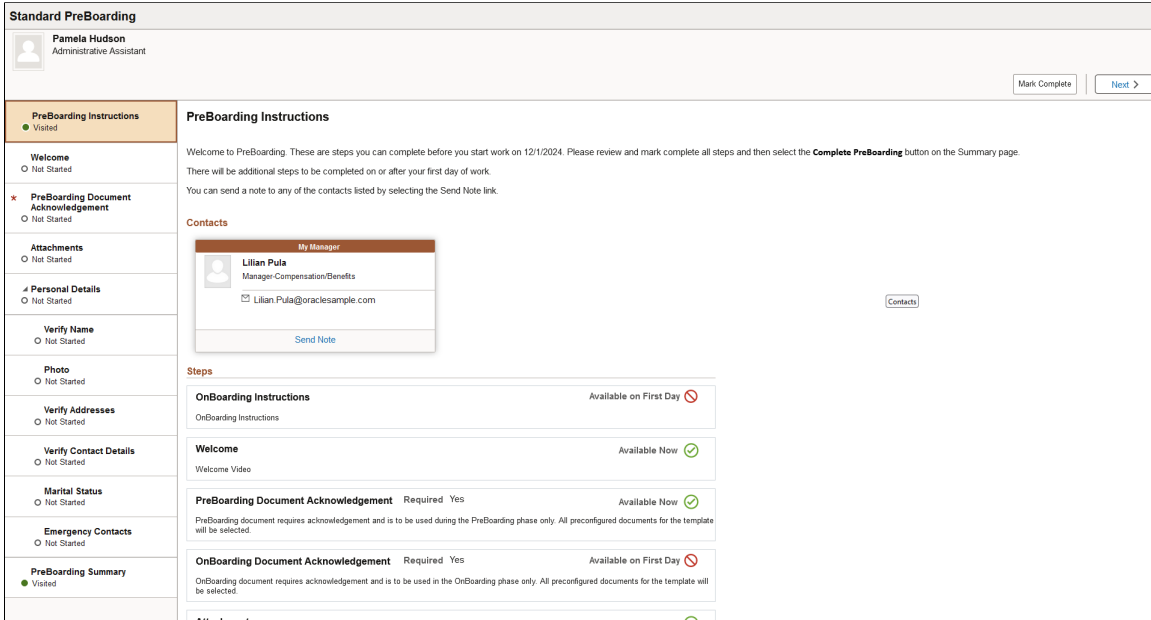 Standard PreBoarding
Pamela Hudson
Administrative Assistant
Mark Complete
Next
PreBoarding Instructions
Visited
Welcome
Not Started
* PreBoarding Document
Acknowledgement
Not Started
Attachments
Not Started
Personal Details
Not Started
Verify Name
Not Started
Photo
Not Started
Verify Addresses
Not Started
Verify Contact Details
Not Started
Marital Status
Not Started
Emergency Contacts
Not Started
PreBoarding Summary
Visited
PreBoarding Instructions
Welcome to PreBoarding. These are steps you can complete before you start work on 12/1/2024. Please review and mark complete all steps and then select the Complete PreBoarding button on the Summary page.
There will be additional steps to be completed on or after your first day of work.
You can send a note to any of the contacts listed by selecting the Send Note link.
Contacts
My Manager
Lilian Pula
Manager-Compensation/Benefits
Lilian.Pula@oraclesample.com
Send Note
Contacts
Steps
OnBoarding Instructions Available on First Day
OnBoarding Instructions
Welcome Available Now
Welcome Video
PreBoarding Document Acknowledgement Required Yes Available Now
PreBoarding document requires acknowledgement and is to be used during the PreBoarding phase only. All preconfigured documents for the template
will be selected.
OnBoarding Document Acknowledgement Required Yes Available on First Day
OnBoarding document requires acknowledgement and is to be used in the OnBoarding phase only. All preconfigured documents for the template will
be selected.